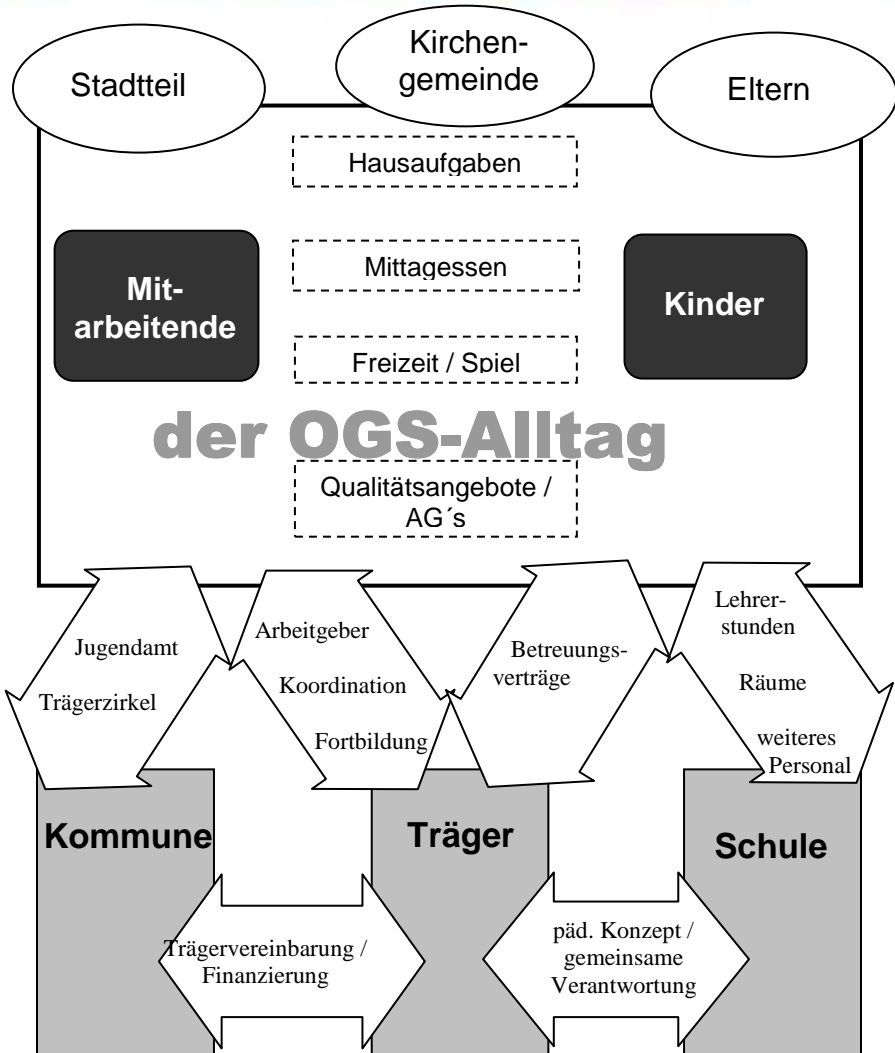 Stadtteil
Kirchen-
gemeinde
Eltern
Hausaufgaben
Mit-
arbeitende
Mittagessen
Kinder
Freizeit / Spiel
der OGS-Alltag
Qualitätsangebote /
AG´s
Jugendamt
Trägerzirkel
Arbeitgeber
Koordination
Fortbildung
Betreuungs-
verträge
Lehrer-
stunden
Räume
weiteres
Personal
Kommune
Träger
Schule
Trägervereinbarung /
Finanzierung
päd. Konzept /
gemeinsame
Verantwortung